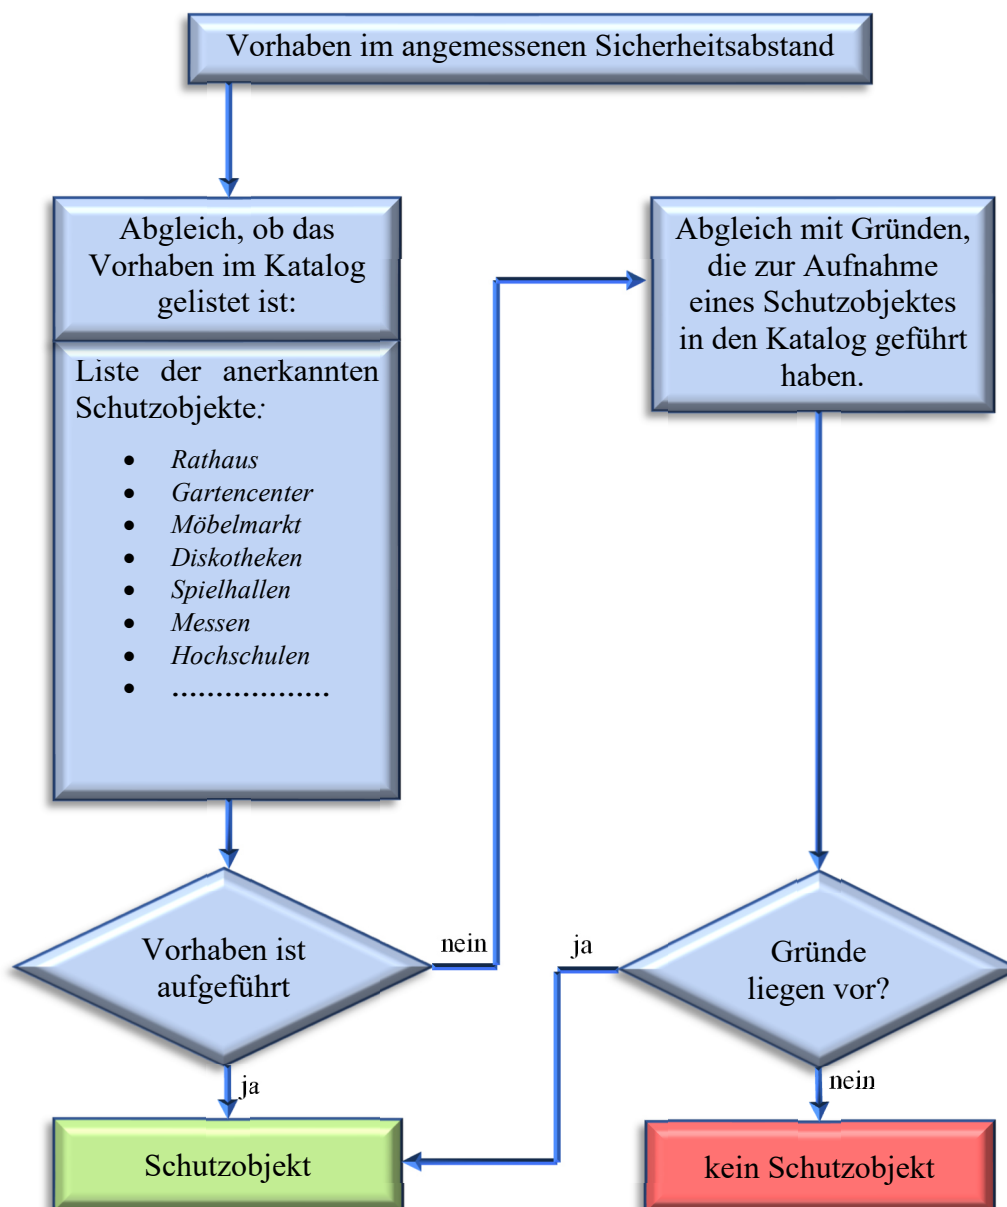 Vorhaben im angemessenen Sicherheitsabstand
Abgleich, ob das
Vorhaben im Katalog
gelistet ist:
Liste der anerkannten
Schutzobjekte:
• Rathaus
• Gartencenter
• Möbelmarkt
• Diskotheken
• Spielhallen
• Messen
• Hochschulen
• ..................
Vorhaben ist
aufgeführt
nein
ja
Schutzobjekt
Abgleich mit Gründen,
die zur Aufnahme
eines Schutzobjektes
in den Katalog geführt
haben.
Gründe
liegen vor?
ja
nein
kein Schutzobjekt